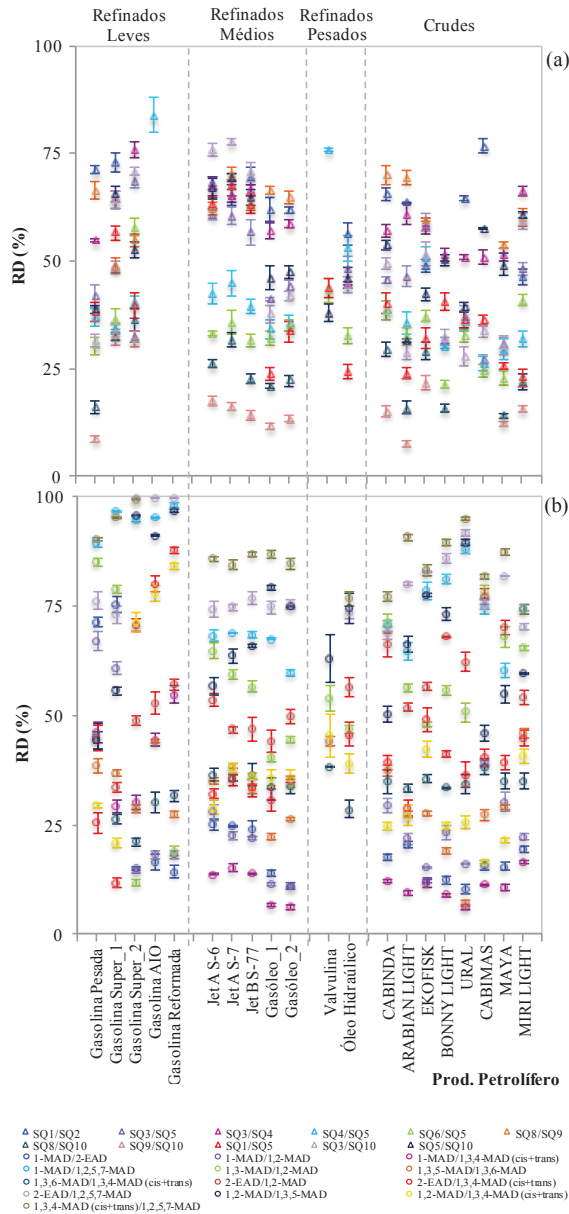 Refinados Leves
Refinados Médios
Refinados Pesados
Crudes
(a)
100
75
50
25
0
RD (%)
(b)
100
75
50
25
0
RD (%)
Gasolina Pesada
Gasolina Super_1
Gasolina Super_2
Gasolina AIO
Gasolina Reformada
Jet A S-6
Jet A S-7
Jet BS-77
Gasóleo_1
Gasóleo_2
Valvulina
Óleo Hidraúlico
CABINDA
ARABIAN LIGHT
EKOFISK
BONNY LIGHT
URAL
CABIMAS
MAYA
MIRI LIGHT
Prod. Petrolífero
SQ1/SQ2 SQ3/SQ5 SQ3/SQ4 SQ4/SQ5 SQ6/SQ5 SQ8/SQ9
SQ8/SQ10 SQ9/SQ10 SQ1/SQ5 SQ3/SQ10 SQ5/SQ10
1-MAD/2-EAD 1-MAD/1,2-MAD 1-MAD/1,3,4-MAD (cis+trans)
1-MAD/1,2,5,7-MAD 1,3-MAD/1,2-MAD 1,3,5-MAD/1,3,6-MAD
1,3,6-MAD/1,3,4-MAD (cis+trans) 2-EAD/1,2-MAD 2-EAD/1,3,4-MAD (cis+trans)
2-EAD/1,2,5,7-MAD 1,2-MAD/1,3,5-MAD 1,2-MAD/1,3,4-MAD (cis+trans)
1,3,4-MAD (cis+trans)/1,2,5,7-MAD